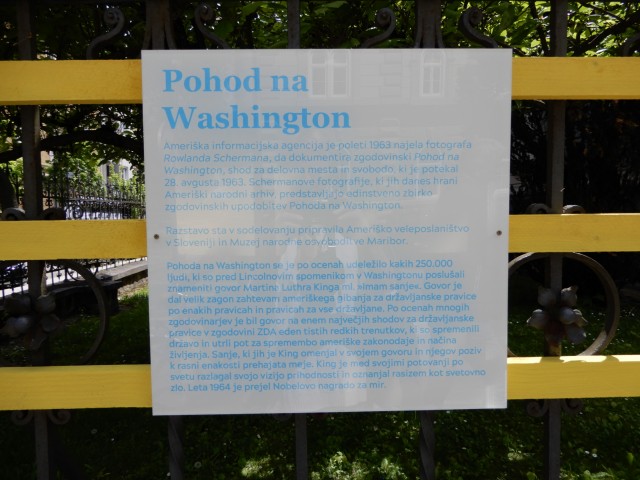 Pohod na
Washington
Ameriška informacijska agencija je poleti 1963 najela fotografa
Rowlanda Schermana, da dokumentira zgodovinski Pohod na
Washington, shod za delovna mesta in svobodo, ki je potekal
28. avgusta 1963. Schermanove fotografije, ki jih danes hrani
Ameriški narodni arhiv, predstavljajo edinstveno zbirko
zgodovinskih upodobitev Pohoda na Washington.
Razstavo sta v sodelovanju pripravila Ameriško veleposlaništvo
v Sloveniji in Muzej narodne osvoboditve Maribor.
Pohoda na Washington se je po ocenah udeležilo kakih 250.000
ljudi, ki so pred Lincolnovim spomenikom v Washingtonu poslušali
znameniti govor Martina Luthra Kinga ml. »Imam sanje«. Govor je
dal velik zagon zahtevam ameriškega gibanja za državljanske pravice
po enakih pravicah in pravicah za vse državljane. Po ocenah mnogih
zgodovinarjev je bil govor na enem največjih shodov za državljanske
pravice v zgodovini ZDA eden tistih redkih trenutkov, ki so spremenili
državo in utrli pot za spremembo ameriške zakonodaje in načina
življenja. Sanje, ki jih je King omenjal v svojem govoru in njegov poziv
k rasni enakosti prehajata meje. King je med svojimi potovanji po
svetu razlagal svojo vizijo prihodnosti in oznanjal rasizem kot svetovno
zlo. Leta 1964 je prejel Nobelovo nagrado za mir.